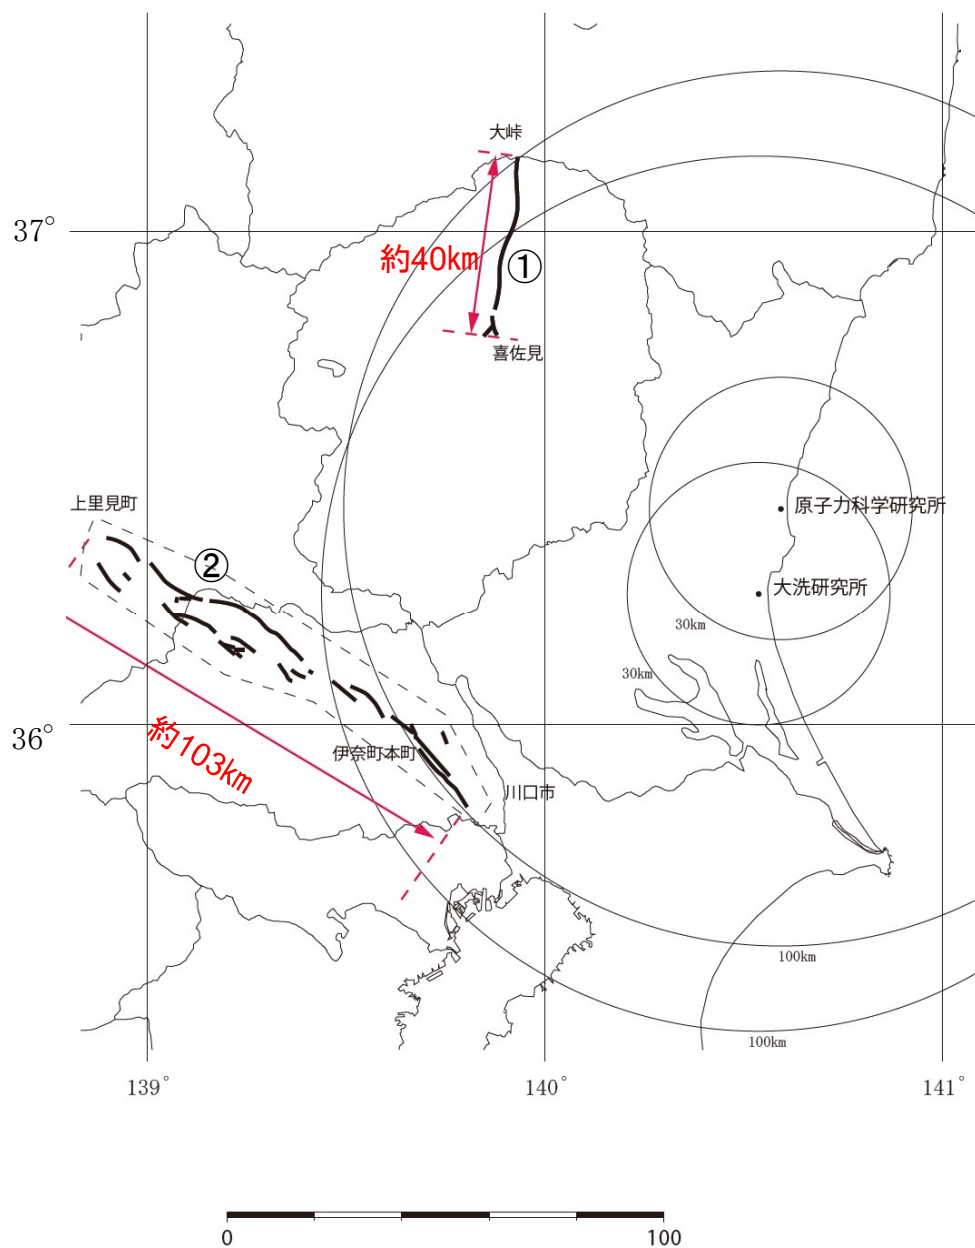 大峠
37°
約40㎞
①
喜佐見
上里見町
原子力科学研究所
②
大洗研究所
30km
30km
36°
伊奈町本町
約103㎞
川口市
100km
100km
139°
140°
141°
0
100